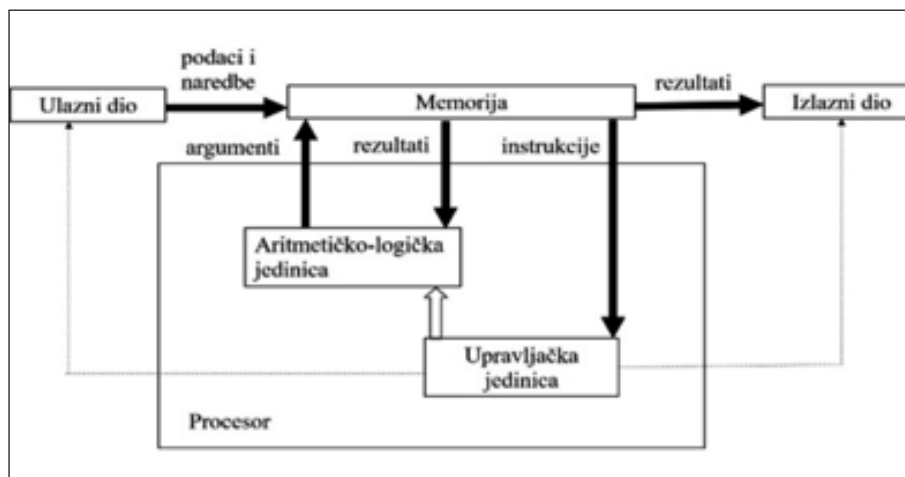 podaci i
naredbe
rezultati
Ulazni dio
Memorija
Izlazni dio
argumenti
rezultati
instrukcije
Aritmetičko-logička
jedinica
Upravljačka
jedinica
Procesor